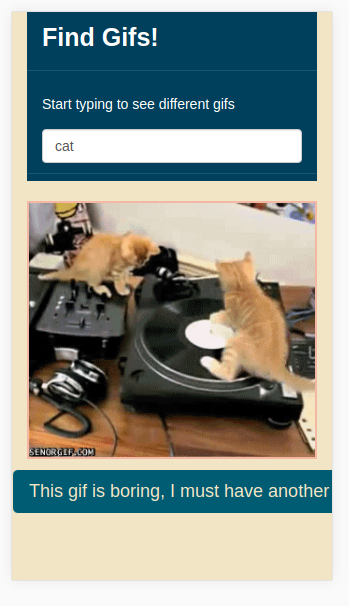 Find Gifs!
Start typing to see different gifs
cat
SENORGIF.COM
This gif is boring, I must have another